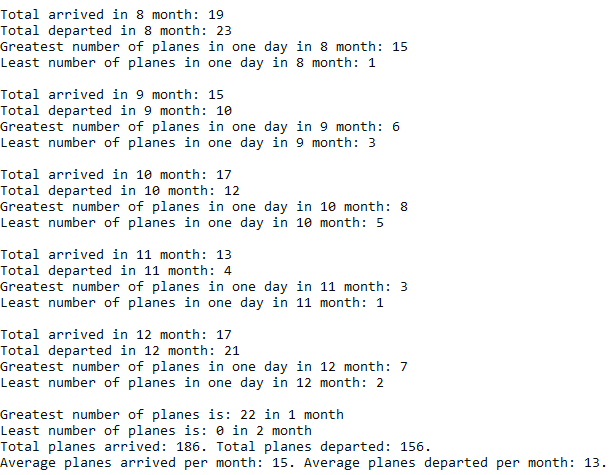 Total arrived in 8 month: 19
Total departed in 8 month: 23
Greatest number of planes in one day in 8 month: 15
Least number of planes in one day in 8 month: 1

Total arrived in 9 month: 15
Total departed in 9 month: 10
Greatest number of planes in one day in 9 month: 6
Least number of planes in one day in 9 month: 3

Total arrived in 10 month: 17
Total departed in 10 month: 12
Greatest number of planes in one day in 10 month: 8
Least number of planes in one day in 10 month: 5

Total arrived in 11 month: 13
Total departed in 11 month: 4
Greatest number of planes in one day in 11 month: 3
Least number of planes in one day in 11 month: 1

Total arrived in 12 month: 17
Total departed in 12 month: 21
Greatest number of planes in one day in 12 month: 7
Least number of planes in one day in 12 month: 2

Greatest number of planes is: 22 in 1 month
Least number of planes is: 0 in 2 month
Total planes arrived: 186. Total planes departed: 156.
Average planes arrived per month: 15. Average planes departed per month: 13.